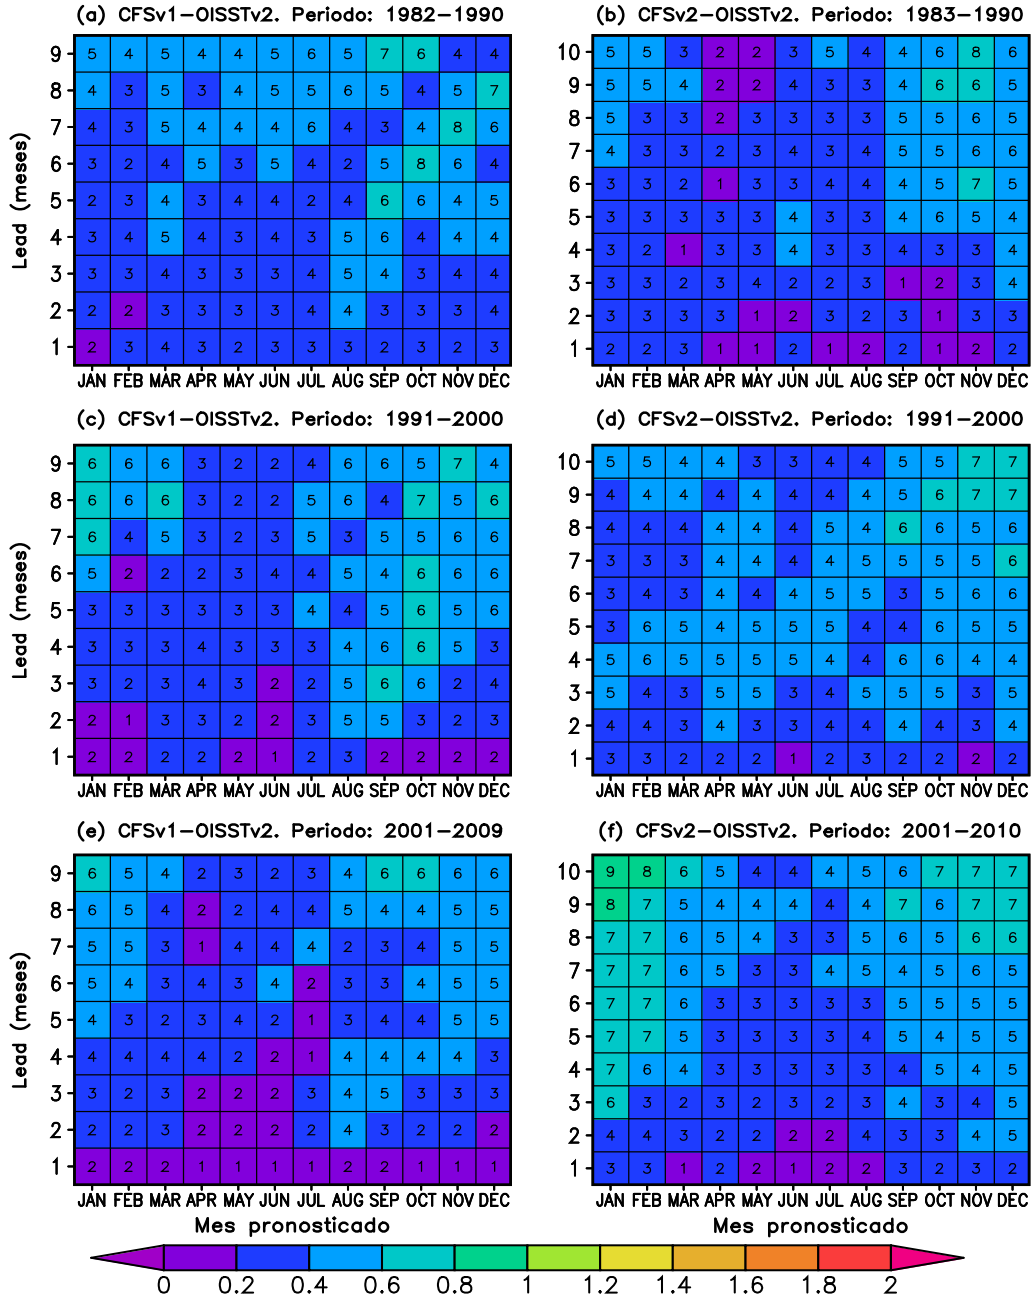 (a) CFSv1−OISSTv2. Periodo: 1982−1990
Lead (meses)
9 5 4 5 4 4 5 6 5 7 6 4 4
8 4 3 5 3 4 5 5 6 5 4 5 7
7 4 3 5 4 4 4 6 4 3 4 8 6
6 3 2 4 5 3 5 4 2 5 8 6 4
5 2 3 4 3 4 4 2 4 6 6 4 5
4 3 4 5 4 3 4 3 5 6 4 4 4
3 3 3 4 3 3 3 4 5 4 3 4 4
2 2 2 3 3 3 3 4 4 3 3 3 4
1 2 3 4 3 2 3 3 3 2 3 2 3
JAN FEB MAR APR MAY JUN JUL AUG SEP OCT NOV DEC
(b) CFSv2−OISSTv2. Periodo: 1983−1990
10 5 5 3 2 2 3 5 4 4 6 8 6
9 5 5 4 2 2 4 3 3 4 6 6 5
8 5 3 3 2 3 3 3 3 5 5 6 5
7 4 3 3 2 3 4 3 4 5 5 6 6
6 3 3 2 1 3 3 4 4 4 5 7 5
5 3 3 3 3 3 4 3 3 4 6 5 4
4 3 2 1 3 3 4 3 3 4 3 3 4
3 3 3 3 3 4 2 2 3 1 2 3 4
2 3 3 3 3 1 2 3 2 3 1 3 3
1 2 2 3 1 1 2 1 1 2 1 2 2
JAN FEB MAR APR MAY JUN JUL AUG SEP OCT NOV DEC
(c) CFSv1−OISSTv2. Periodo: 1991−2000
Lead (meses)
9 6 6 6 3 2 2 4 6 6 5 7 4
8 6 6 6 3 2 2 5 6 4 7 5 6
7 6 4 5 3 2 3 5 3 5 5 6 6
6 5 2 2 2 3 4 4 5 4 6 6 6
5 3 3 3 3 3 3 4 4 5 6 5 6
4 3 3 3 4 3 3 3 4 6 6 5 3
3 3 2 3 4 3 2 2 5 6 6 2 4
2 2 1 3 3 2 2 3 5 5 3 2 3
1 2 2 2 2 2 1 2 3 2 2 2 2
JAN FEB MAR APR MAY JUN JUL AUG SEP OCT NOV DEC
(d) CFSv2−OISSTv2. Periodo: 1991−2000
10 5 5 4 4 3 3 4 4 5 5 7 7
9 4 4 4 4 4 4 4 4 5 6 7 7
8 4 4 4 4 4 4 5 4 6 6 5 6
7 3 3 3 4 4 4 4 5 5 5 5 6
6 3 4 3 4 4 4 5 5 3 5 6 6
5 3 6 5 4 5 5 5 4 4 6 5 5
4 5 6 5 5 5 5 4 4 6 6 4 4
3 5 4 3 5 5 3 4 5 5 5 3 5
2 4 4 3 4 3 3 4 4 4 4 3 4
1 3 3 2 2 2 1 2 3 2 2 2 2
JAN FEB MAR APR MAY JUN JUL AUG SEP OCT NOV DEC
(e) CFSv1−OISSTv2. Periodo: 2001−2009
Lead (meses)
9 6 5 4 2 3 2 3 4 6 6 6 6
8 6 5 4 2 2 4 4 5 4 4 5 5
7 5 5 3 1 4 4 4 2 3 4 5 5
6 5 4 3 4 3 4 2 3 3 4 5 5
5 4 3 2 3 4 2 1 3 4 4 5 5
4 4 4 4 4 2 2 1 4 4 4 4 3
3 3 2 3 2 2 2 3 4 5 3 3 3
2 2 2 3 2 2 2 2 4 3 2 2 2
1 2 2 2 1 1 1 1 2 2 1 1 1
JAN FEB MAR APR MAY JUN JUL AUG SEP OCT NOV DEC
Mes pronosticado
(f) CFSv2−OISSTv2. Periodo: 2001−2010
10 9 8 6 5 4 4 4 5 6 7 7 7
9 8 7 5 4 4 4 4 4 7 6 7 7
8 7 7 6 5 4 3 3 5 6 5 6 6
7 7 7 6 5 3 3 4 5 4 5 6 5
6 7 7 6 3 3 3 3 3 5 5 5 5
5 7 7 5 3 3 3 3 4 5 4 5 5
4 7 6 4 3 3 3 3 3 4 5 4 5
3 6 3 2 3 2 3 2 3 4 3 4 5
2 4 4 3 2 2 2 2 4 3 3 4 5
1 3 3 1 2 2 1 2 2 3 2 3 2
JAN FEB MAR APR MAY JUN JUL AUG SEP OCT NOV DEC
Mes pronosticado
0 0.2 0.4 0.6 0.8 1 1.2 1.4 1.6 1.8 2